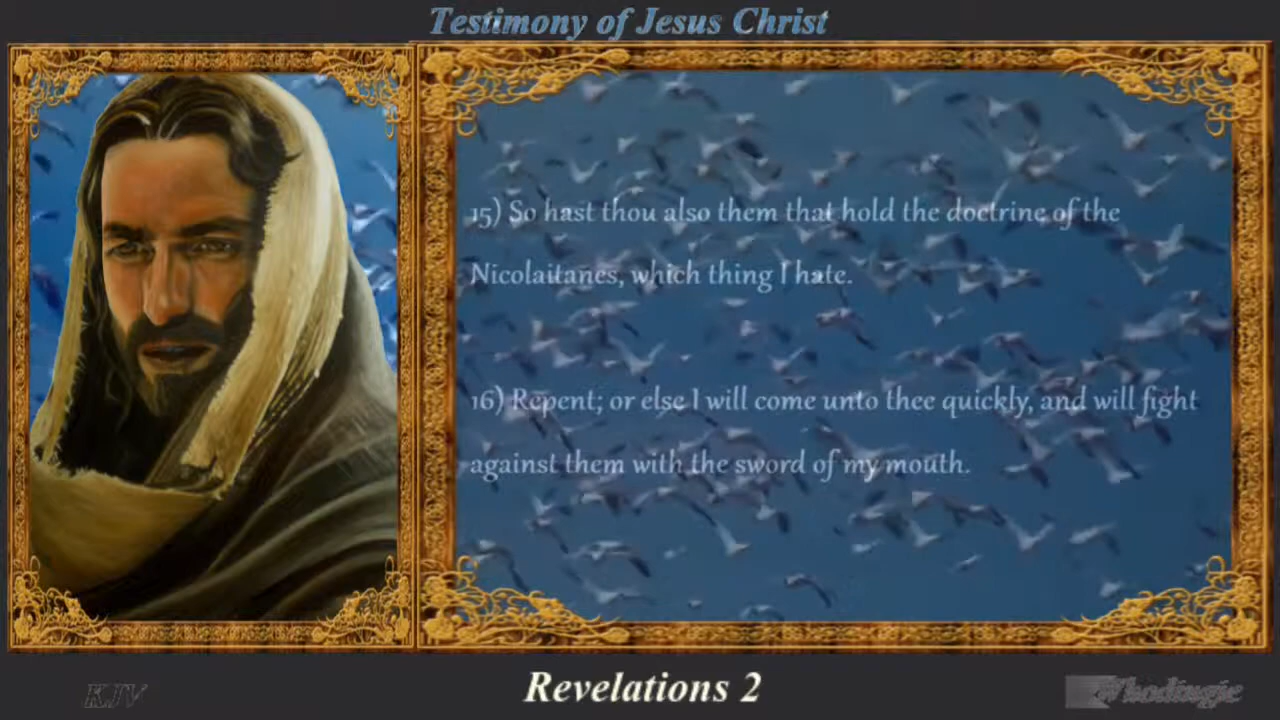 Testimony of Jesus Christ
15) So hast thou also them that hold the doctrine of the
Nicolaitanes, which thing I hate.
16) Repent; or else I will come unto thee quickly, and will fight
against them with the sword of my mouth.
KJV
Revelations 2